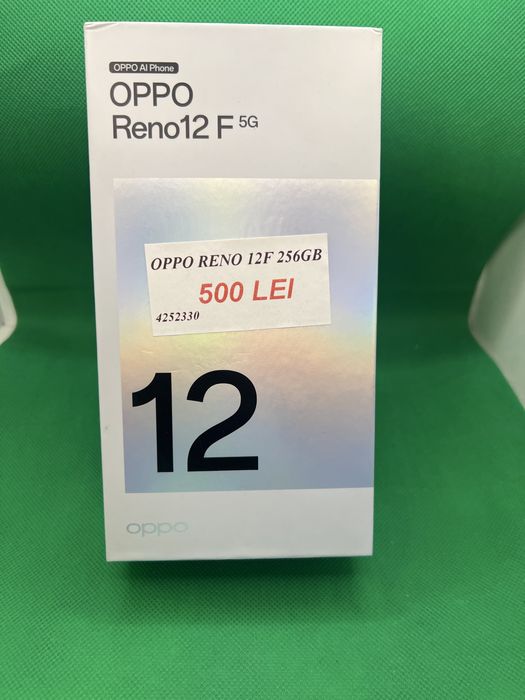 OPPO AI Phone
OPPO
Reno12 F 5G
OPPO RENO 12F 256GB
500 LEI
4252330
12
oppo